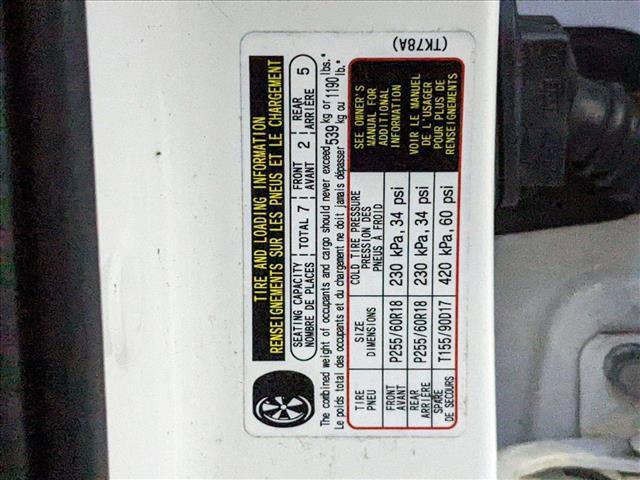 TIRE AND LOADING INFORMATION
RENSEIGNEMENTS SUR LES PNEUS ET LE CHARGEMENT
SEATING CAPACITY TOTAL 7 FRONT 2 REAR 5
NOMBRE DE PLACES AVANT ARRIÈRE
The combined weight of occupants and cargo should never exceed 539 kg or 1190 lbs.
Le poids total des occupants et du chargement ne doit jamais dépasser kg ou lb.
TIRE SIZE COLD TIRE PRESSURE
PNEU DIMENSIONS PRESSION DES
PNEUS A FROID
FRONT P255/60R18 230 kPa, 34 psi
AVANT
REAR P255/60R18 230 kPa, 34 psi
ARRIÈRE
SPARE T155/90D17 420 kPa, 60 psi
DE SECOURS
SEE OWNER'S
MANUAL FOR
ADDITIONAL
INFORMATION
VOIR LE MANUEL
DE L'USAGER
POUR PLUS DE
RENSEIGNEMENTS
(TK78A)